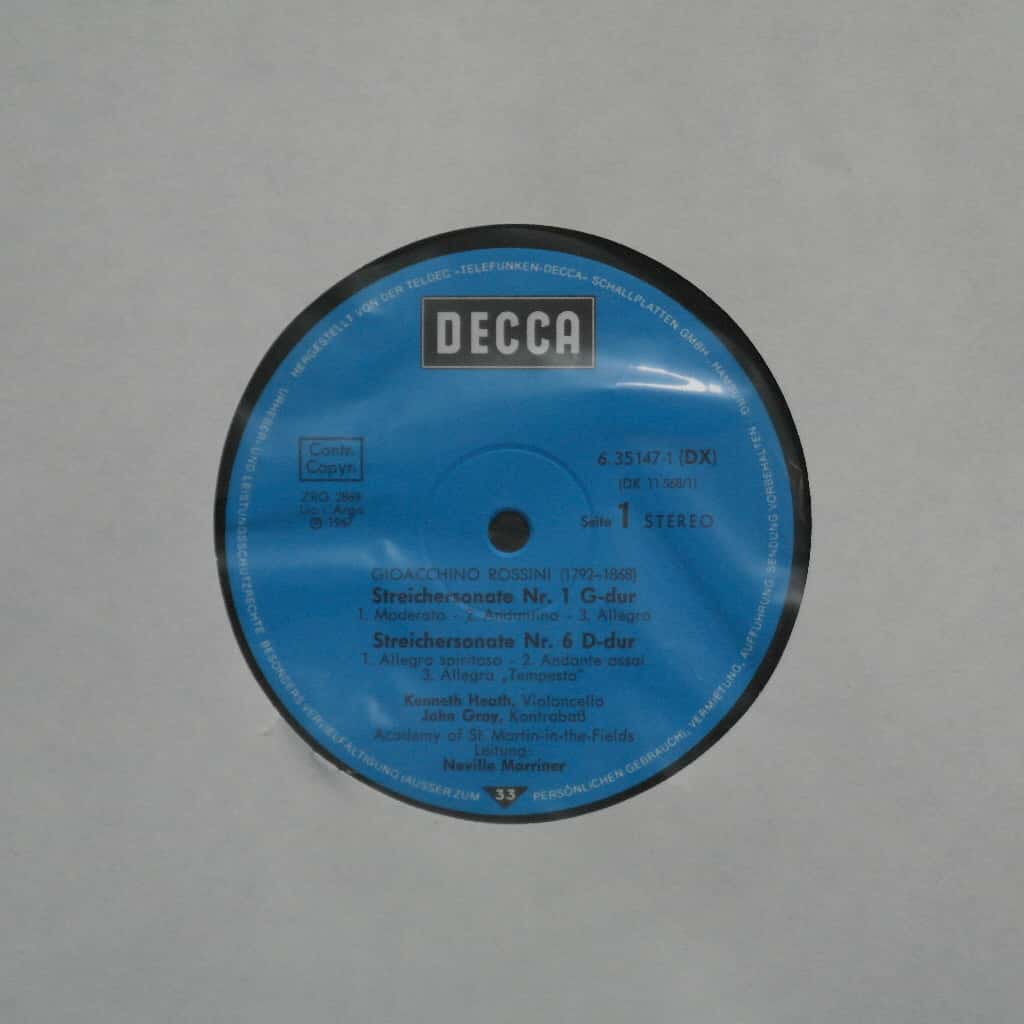 HERGESTELLT VON DER TELDEC »TELEFUNKEN-DECCA« SCHALLPLATTEN GMBH · HAMBURG
URHEBER- UND LEISTUNGSSCHUTZRECHTE BESONDERS VERVIELFÄLTIGUNG (AUSSER ZUM PERSÖNLICHEN GEBRAUCH), VERMIETUNG, AUFFÜHRUNG, SENDUNG VORBEHALTEN
DECCA
Contr.
Copyr.
ZRG
Liz.: Argo
℗ 1967
6.35147-1 (DX)
(DK 11 568/1)
Seite 1 STEREO
GIOACCHINO ROSSINI (1792-1868)
Streichersonate Nr. 1 G-dur
1. Moderato - 2. Andantino - 3. Allegro
Streichersonate Nr. 6 D-dur
1. Allegro spiritoso - 2. Andante assai
3. Allegro „Tempesta"
Kenneth Heath, Violoncello
John Gray, Kontrabaß
Academy of St. Martin-in-the-Fields
Leitung:
Neville Marriner
33